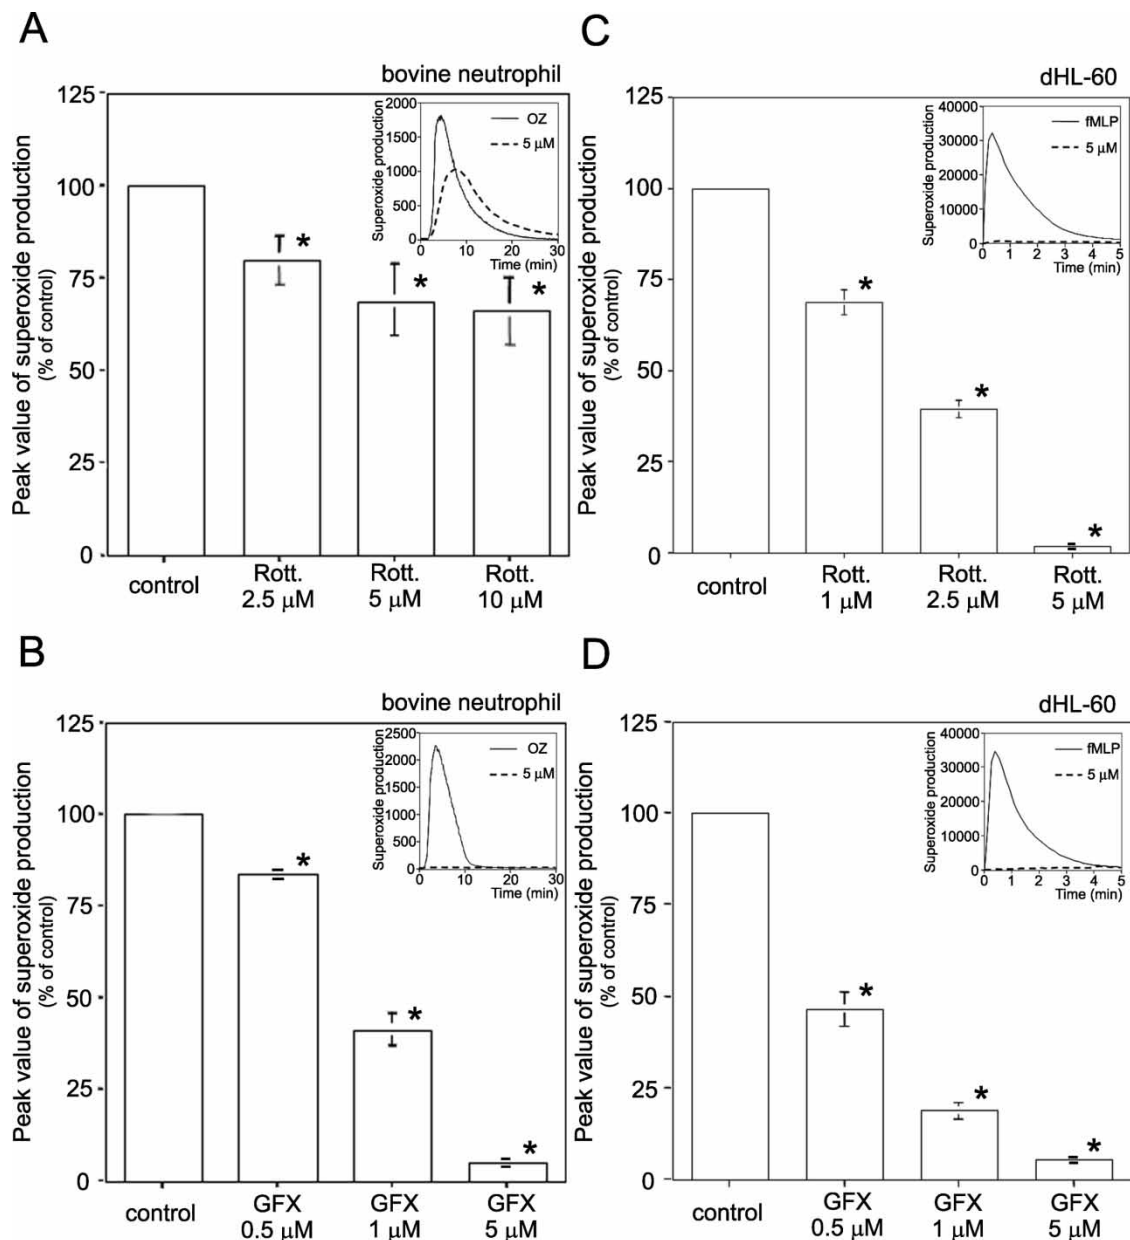 A
bovine neutrophil
Peak value of superoxide production
(% of control)
125
100
75
50
25
0
control
Rott.
2.5 μM
Rott.
5 μM
Rott.
10 μM
Superoxide production
2000
1500
1000
500
0
OZ
5 μM
0
10
20
30
Time (min)
*
*
*
C
dHL-60
Peak value of superoxide production
(% of control)
125
100
75
50
25
0
control
Rott.
1 μM
Rott.
2.5 μM
Rott.
5 μM
Superoxide production
40000
30000
20000
10000
0
fMLP
5 μM
0
1
2
3
4
5
Time (min)
*
*
*
B
bovine neutrophil
Peak value of superoxide production
(% of control)
125
100
75
50
25
0
control
GFX
0.5 μM
GFX
1 μM
GFX
5 μM
Superoxide production
2500
2000
1500
1000
500
0
OZ
5 μM
0
10
20
30
Time (min)
*
*
*
D
dHL-60
Peak value of superoxide production
(% of control)
125
100
75
50
25
0
control
GFX
0.5 μM
GFX
1 μM
GFX
5 μM
Superoxide production
40000
30000
20000
10000
0
fMLP
5 μM
0
1
2
3
4
5
Time (min)
*
*
*